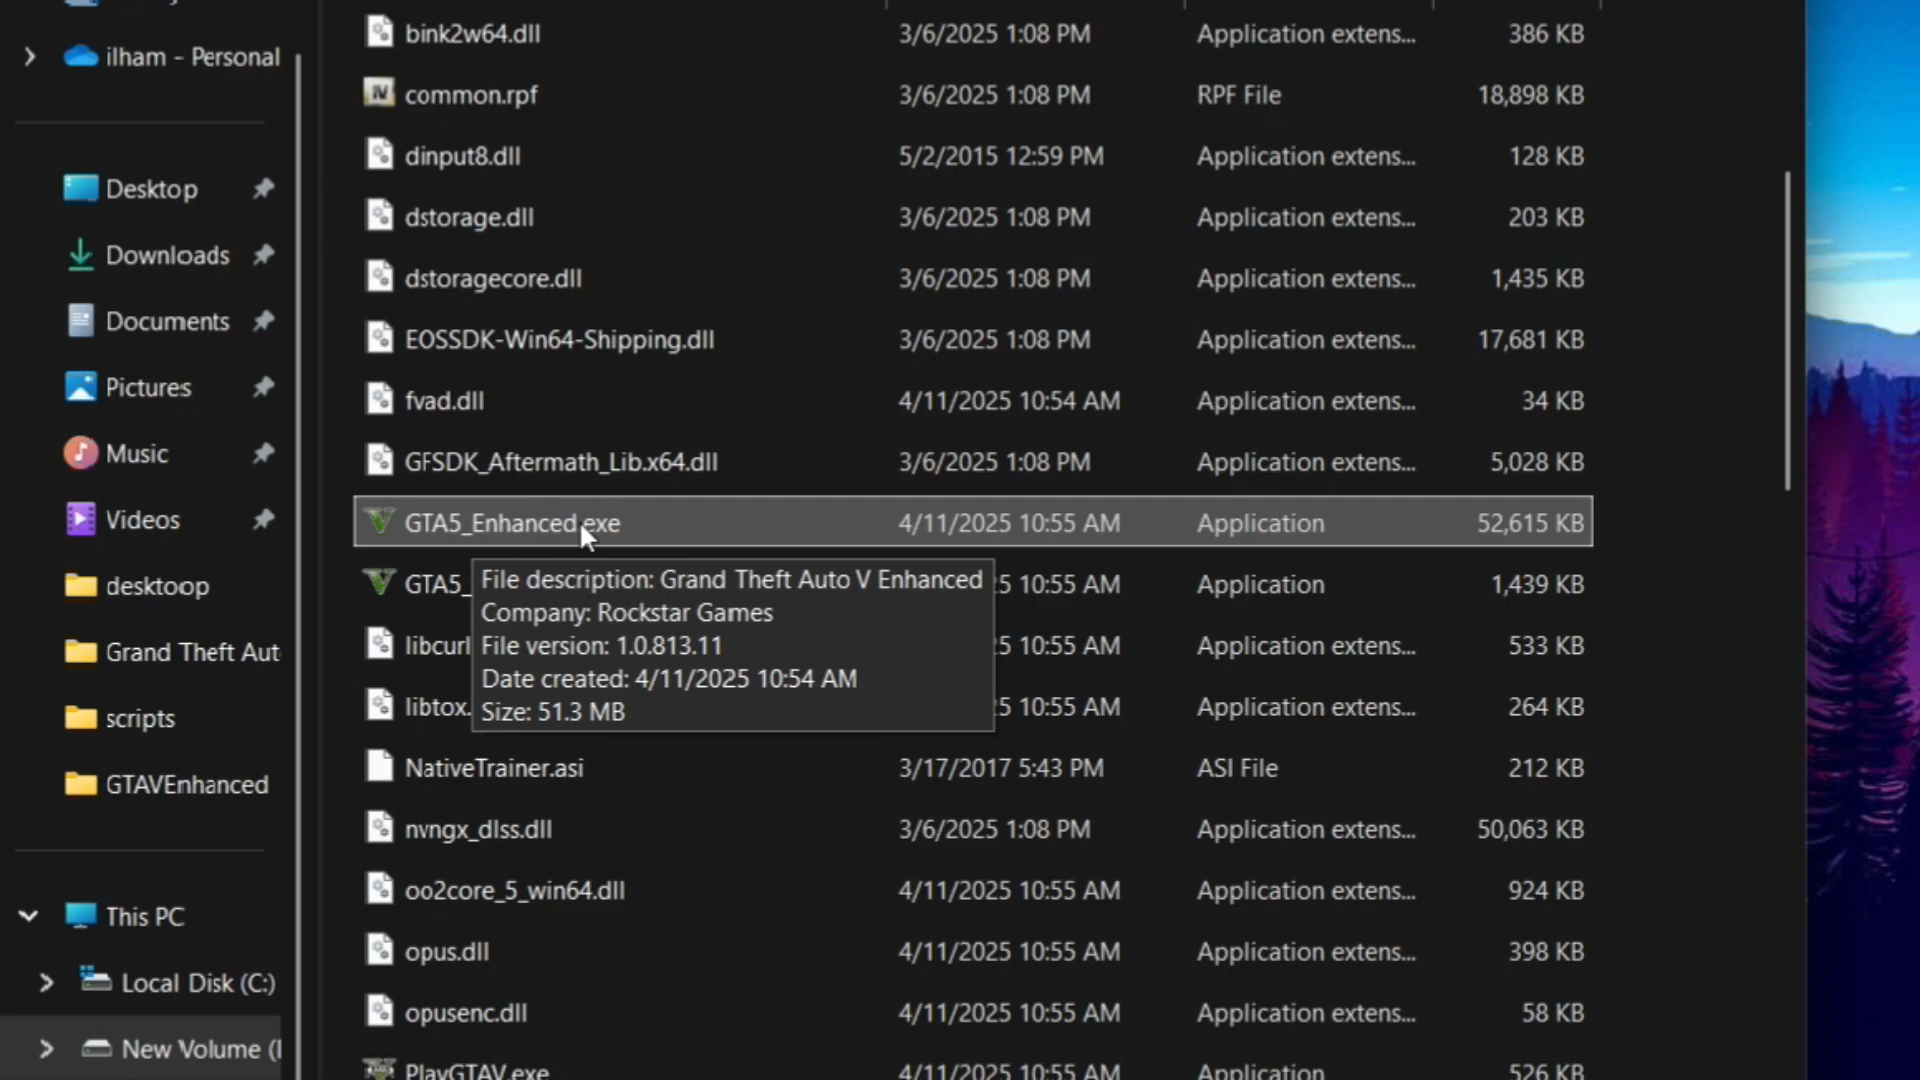 ilham - Personal
Desktop
Downloads
Documents
Pictures
Music
Videos
desktoop
Grand Theft Aut
scripts
GTAVEnhanced
This PC
Local Disk (C:)
New Volume (
bink2w64.dll 3/6/2025 1:08 PM Application extens... 386 KB
common.rpf 3/6/2025 1:08 PM RPF File 18,898 KB
dinput8.dll 5/2/2015 12:59 PM Application extens... 128 KB
dstorage.dll 3/6/2025 1:08 PM Application extens... 203 KB
dstoragecore.dll 3/6/2025 1:08 PM Application extens... 1,435 KB
EOSSDK-Win64-Shipping.dll 3/6/2025 1:08 PM Application extens... 17,681 KB
fvad.dll 4/11/2025 10:54 AM Application extens... 34 KB
GFSDK_Aftermath_Lib.x64.dll 3/6/2025 1:08 PM Application extens... 5,028 KB
GTA5_Enhanced.exe 4/11/2025 10:55 AM Application 52,615 KB
GTA5_ 5 10:55 AM Application 1,439 KB
libcurl 5 10:55 AM Application extens... 533 KB
libtox. 5 10:55 AM Application extens... 264 KB
File description: Grand Theft Auto V Enhanced
Company: Rockstar Games
File version: 1.0.813.11
Date created: 4/11/2025 10:54 AM
Size: 51.3 MB
NativeTrainer.asi 3/17/2017 5:43 PM ASI File 212 KB
nvngx_dlss.dll 3/6/2025 1:08 PM Application extens... 50,063 KB
oo2core_5_win64.dll 4/11/2025 10:55 AM Application extens... 924 KB
opus.dll 4/11/2025 10:55 AM Application extens... 398 KB
opusenc.dll 4/11/2025 10:55 AM Application extens... 58 KB
PlayGTAV.exe 4/11/2025 10:55 AM Application 526 KB